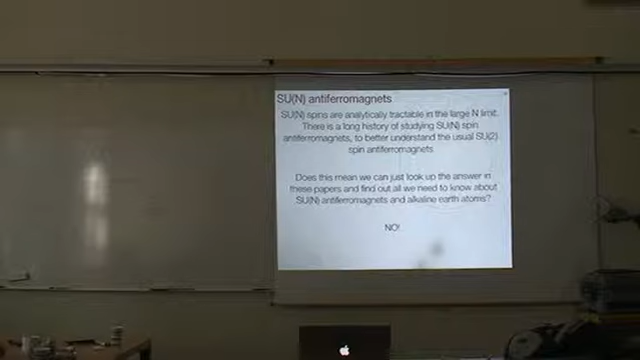 SU(N) antiferromagnets
SU(N) spins are analytically tractable in the large N limit.
There is a long history of studying SU(N) spin
antiferromagnets, to better understand the usual SU(2)
spin antiferromagnets
Does this mean we can just look up the answer in
these papers and find out all we need to know about
SU(N) antiferromagnets and alkaline earth atoms?
NO!